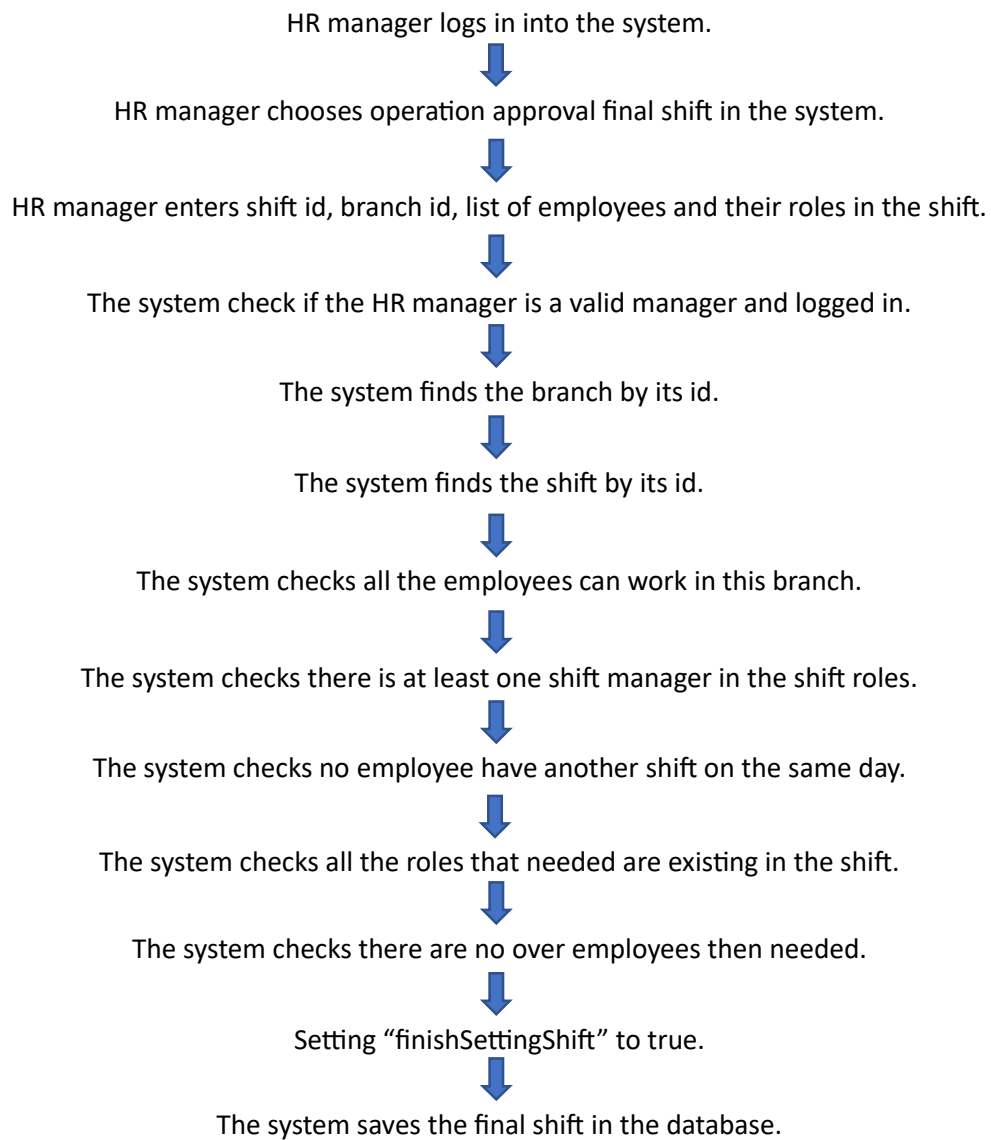 HR manager logs in into the system.
HR manager chooses operation approval final shift in the system.
HR manager enters shift id, branch id, list of employees and their roles in the shift.
The system check if the HR manager is a valid manager and logged in.
The system finds the branch by its id.
The system finds the shift by its id.
The system checks all the employees can work in this branch.
The system checks there is at least one shift manager in the shift roles.
The system checks no employee have another shift on the same day.
The system checks all the roles that needed are existing in the shift.
The system checks there are no over employees then needed.
Setting “finishSettingShift” to true.
The system saves the final shift in the database.